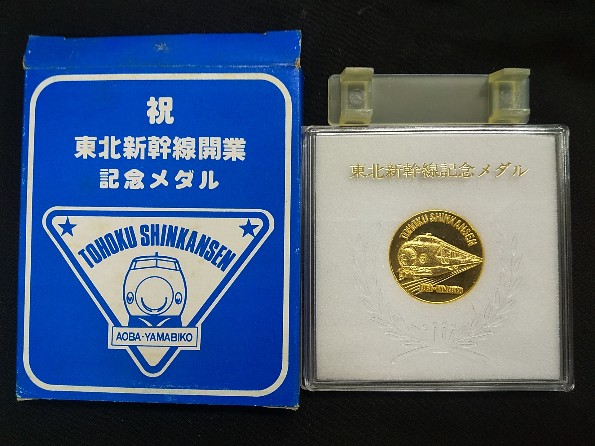 祝
東北新幹線開業
記念メダル
TOHOKU SHINKANSEN
AOBA-YAMABIKO
東北新幹線記念メダル
TOHOKU SHINKANSEN